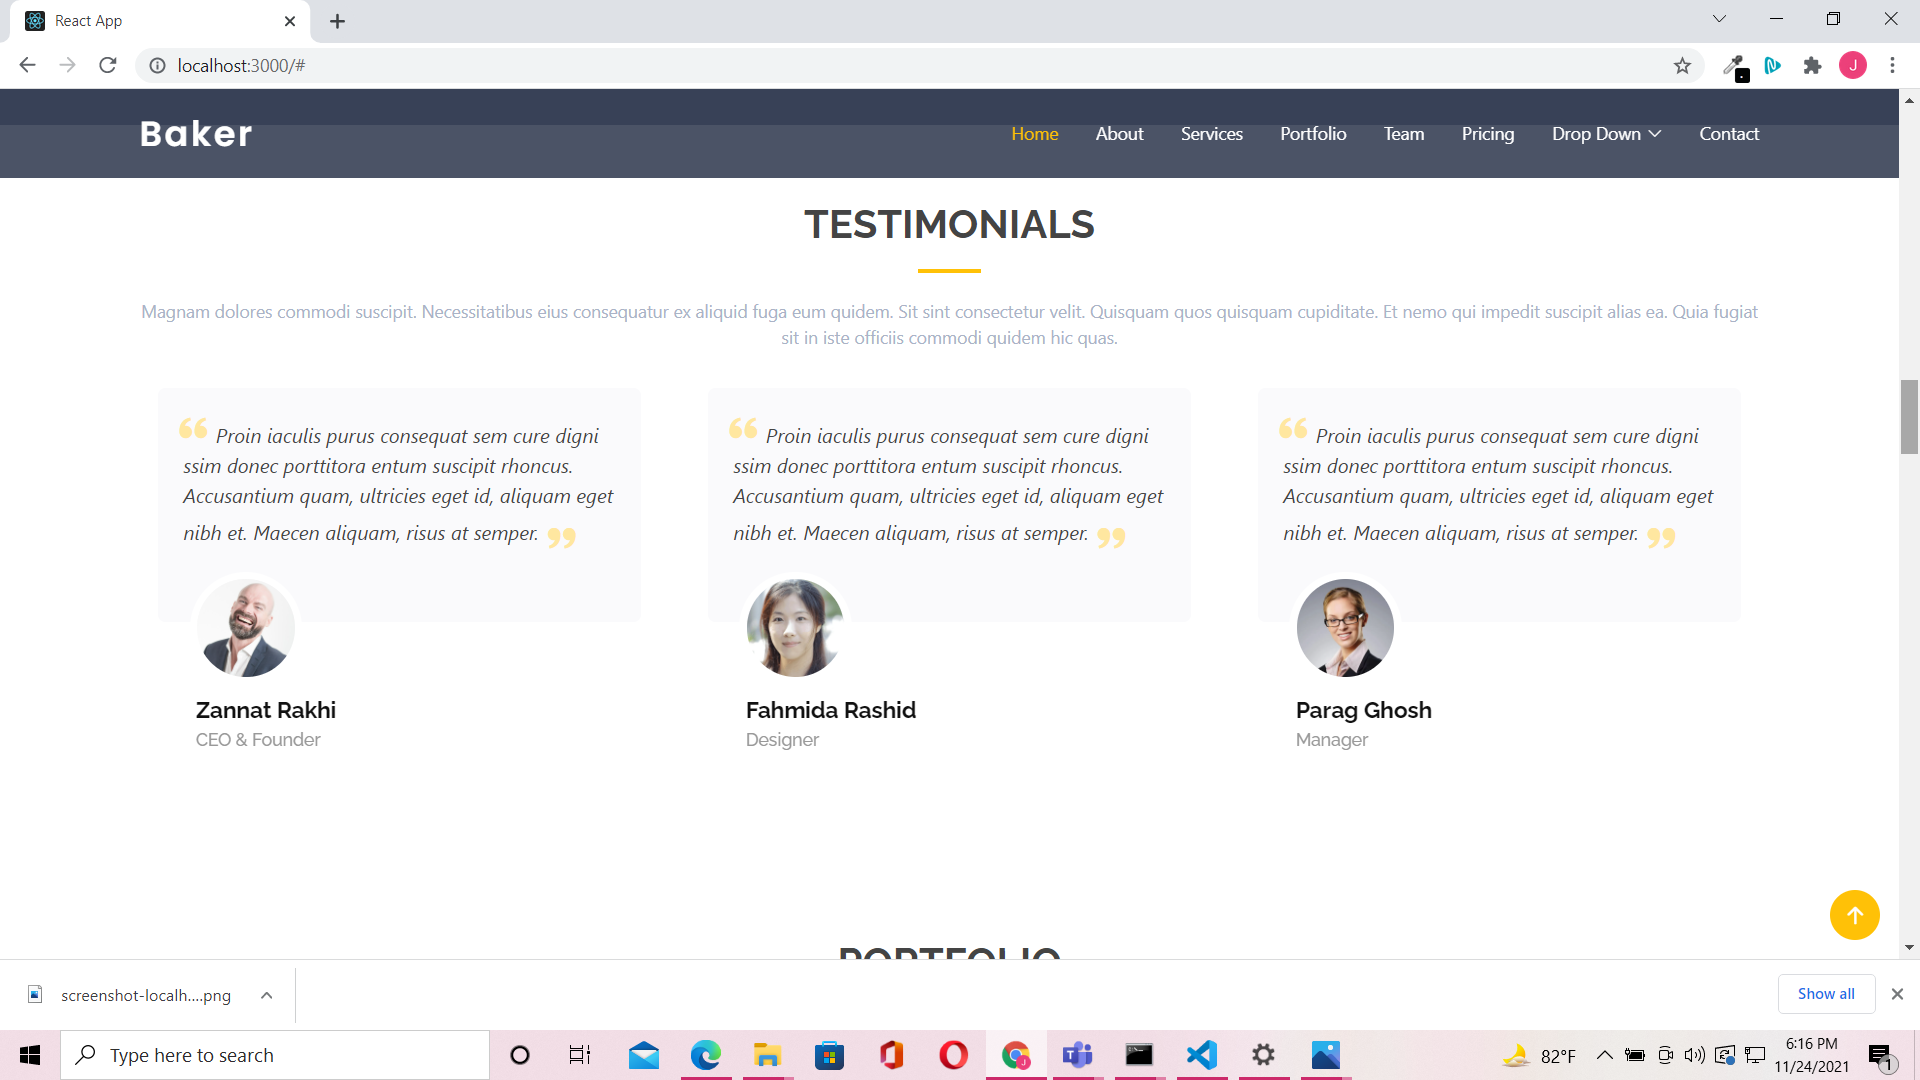 React App
localhost:3000/#
J
Baker
Home About Services Portfolio Team Pricing Drop Down Contact
TESTIMONIALS
Magnam dolores commodi suscipit. Necessitatibus eius consequatur ex aliquid fuga eum quidem. Sit sint consectetur velit. Quisquam quos quisquam cupiditate. Et nemo qui impedit suscipit alias ea. Quia fugiat
sit in iste officiis commodi quidem hic quas.
“ Proin iaculis purus consequat sem cure digni
ssim donec porttitora entum suscipit rhoncus.
Accusantium quam, ultricies eget id, aliquam eget
nibh et. Maecen aliquam, risus at semper. ”
Zannat Rakhi
CEO & Founder
“ Proin iaculis purus consequat sem cure digni
ssim donec porttitora entum suscipit rhoncus.
Accusantium quam, ultricies eget id, aliquam eget
nibh et. Maecen aliquam, risus at semper. ”
Fahmida Rashid
Designer
“ Proin iaculis purus consequat sem cure digni
ssim donec porttitora entum suscipit rhoncus.
Accusantium quam, ultricies eget id, aliquam eget
nibh et. Maecen aliquam, risus at semper. ”
Parag Ghosh
Manager
PORTFOLIO
screenshot-localh....png
Show all
Type here to search
82°F
6:16 PM
11/24/2021
1